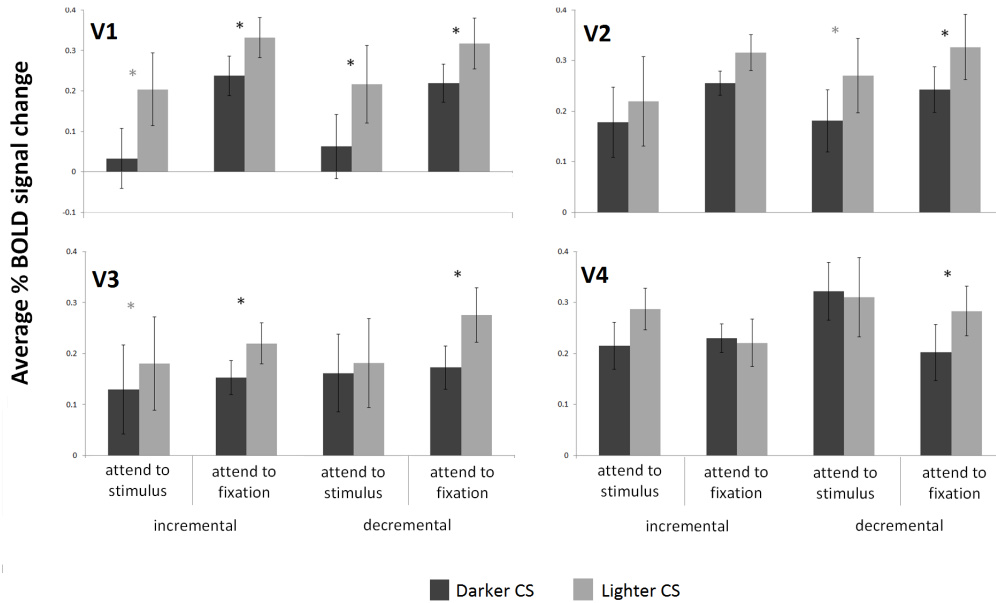 Average % BOLD signal change
V1
0.4
0.3
0.2
0.1
0
-0.1
*
*
*
*
V2
0.4
0.3
0.2
0.1
0
*
*
V3
0.4
0.3
0.2
0.1
0
*
*
*
attend to
stimulus
attend to
fixation
attend to
stimulus
attend to
fixation
incremental
decremental
V4
0.4
0.3
0.2
0.1
0
*
attend to
stimulus
attend to
fixation
attend to
stimulus
attend to
fixation
incremental
decremental
Darker CS
Lighter CS